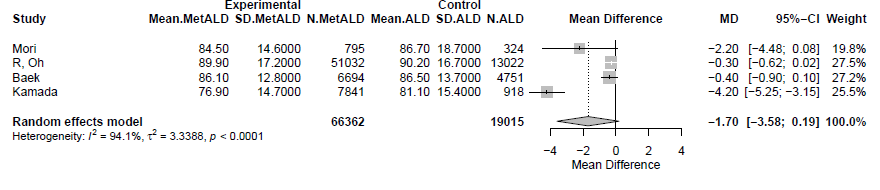 Experimental Control
Study Mean.MetALD SD.MetALD N.MetALD Mean.ALD SD.ALD N.ALD Mean Difference MD 95%−CI Weight
Mori 84.50 14.6000 795 86.70 18.7000 324 −2.20 [−4.48; 0.08] 19.8%
R, Oh 89.90 17.2000 51032 90.20 16.7000 13022 −0.30 [−0.62; 0.02] 27.5%
Baek 86.10 12.8000 6694 86.50 13.7000 4751 −0.40 [−0.90; 0.10] 27.2%
Kamada 76.90 14.7000 7841 81.10 15.4000 918 −4.20 [−5.25; −3.15] 25.5%
Random effects model 66362 19015 −1.70 [−3.58; 0.19] 100.0%
Heterogeneity: I² = 94.1%, τ² = 3.3388, p < 0.0001
−4 −2 0 2 4
Mean Difference